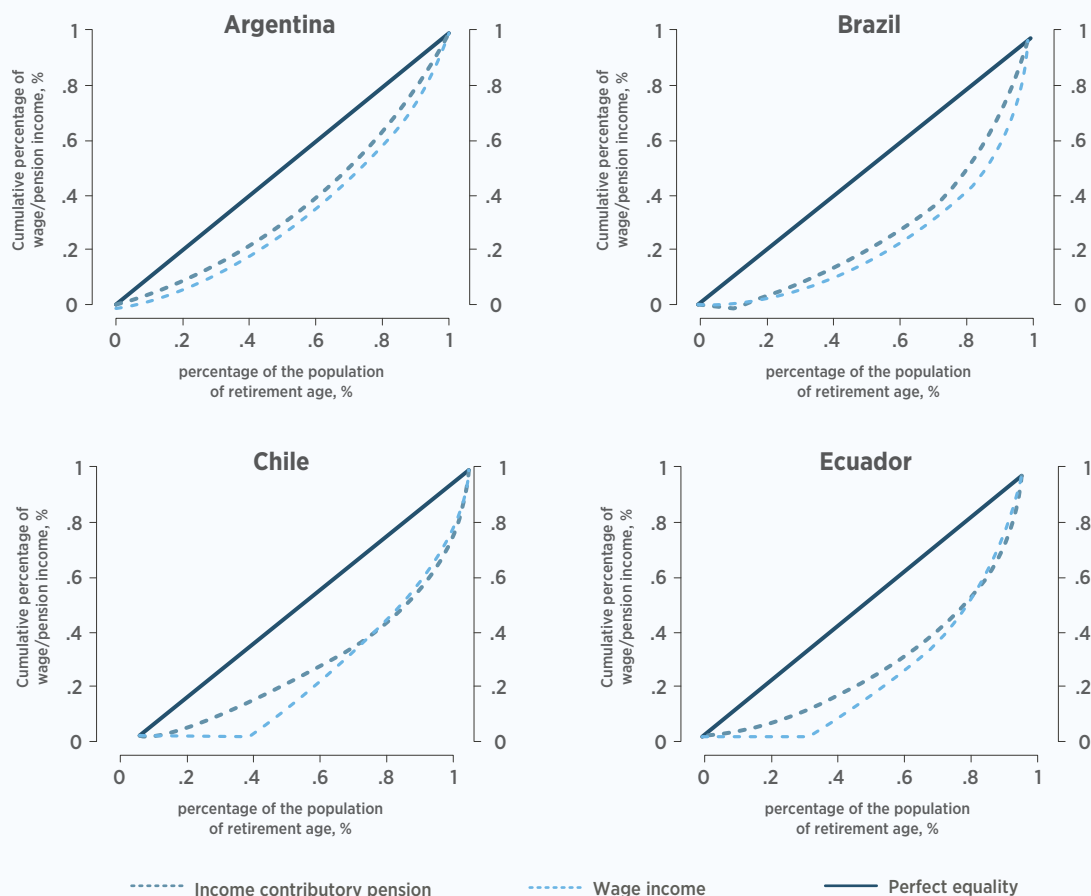 Argentina
1
.8
.6
.4
.2
0
Cumulative percentage of
wage/pension income, %
1
.8
.6
.4
.2
0
0 .2 .4 .6 .8 1
percentage of the population
of retirement age, %
Brazil
1
.8
.6
.4
.2
0
Cumulative percentage of
wage/pension income, %
1
.8
.6
.4
.2
0
0 .2 .4 .6 .8 1
percentage of the population
of retirement age, %
Chile
1
.8
.6
.4
.2
0
Cumulative percentage of
wage/pension income, %
1
.8
.6
.4
.2
0
0 .2 .4 .6 .8 1
percentage of the population
of retirement age, %
Ecuador
1
.8
.6
.4
.2
0
Cumulative percentage of
wage/pension income, %
1
.8
.6
.4
.2
0
0 .2 .4 .6 .8 1
percentage of the population
of retirement age, %
Income contributory pension
Wage income
Perfect equality